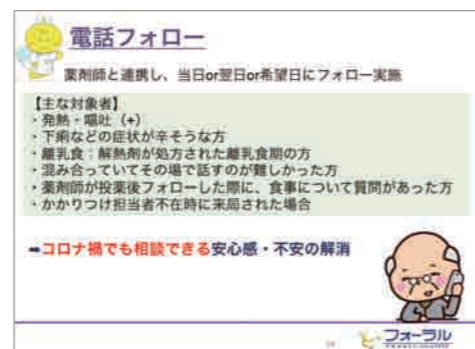 電話フォロー
薬剤師と連携し、当日or翌日or希望日にフォロー実施
【主な対象者】
・発熱・嘔吐（+）
・下痢などの症状が辛そうな方
・離乳食：解熱剤が処方された離乳食期の方
・混み合っていてその場で話すのが難しかった方
・薬剤師が投薬後フォローした際に、食事について質問があった方
・かかりつけ担当者不在時に来局された場合
➡コロナ禍でも相談できる安心感・不安の解消
フォーラル